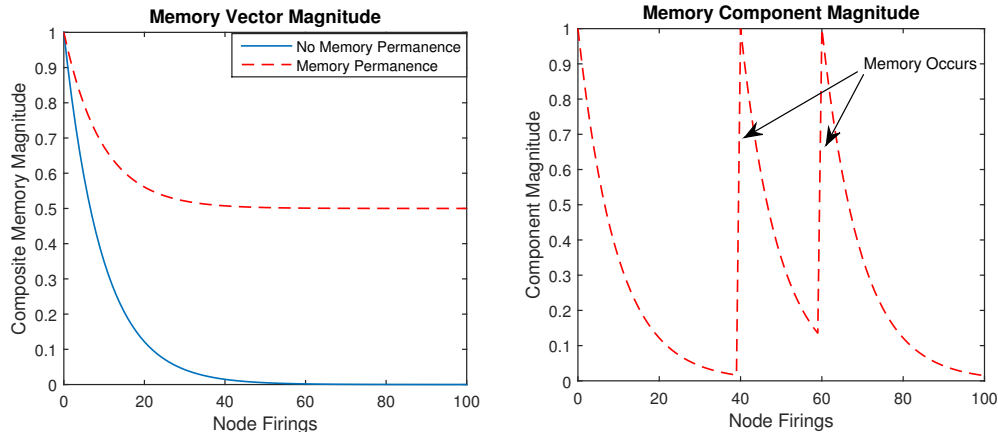 Memory Vector Magnitude
Composite Memory Magnitude
1
0.9
0.8
0.7
0.6
0.5
0.4
0.3
0.2
0.1
0
No Memory Permanence
Memory Permanence
0 20 40 60 80 100
Node Firings
Memory Component Magnitude
Component Magnitude
1
0.9
0.8
0.7
0.6
0.5
0.4
0.3
0.2
0.1
0
Memory Occurs
0 20 40 60 80 100
Node Firings